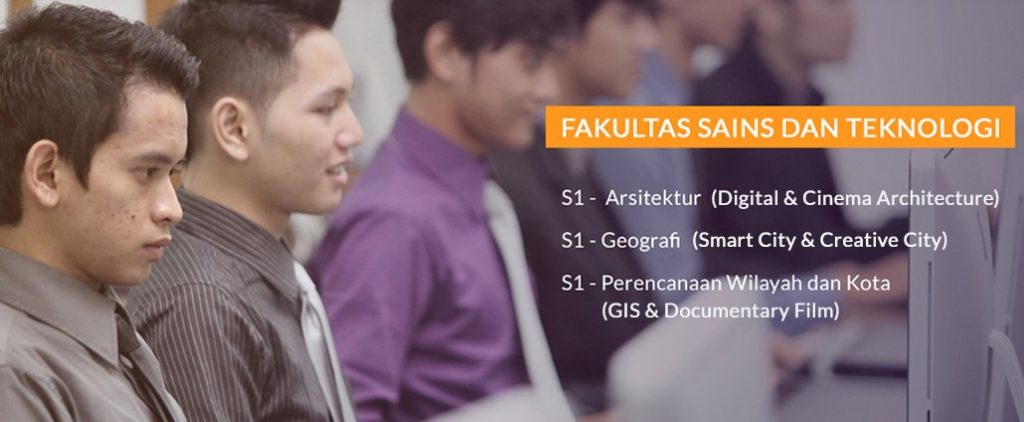 FAKULTAS SAINS DAN TEKNOLOGI
S1 - Arsitektur (Digital & Cinema Architecture)
S1 - Geografi (Smart City & Creative City)
S1 - Perencanaan Wilayah dan Kota
(GIS & Documentary Film)